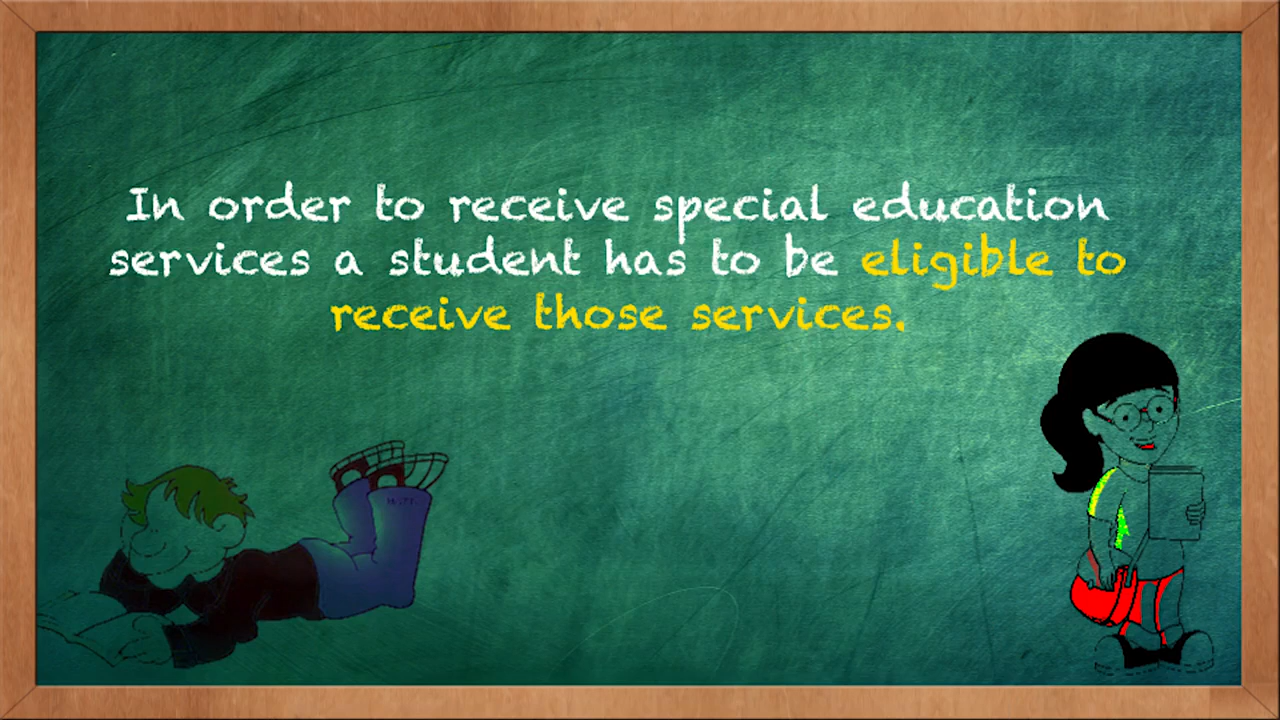 In order to receive special education
services a student has to be eligible to
receive those services.